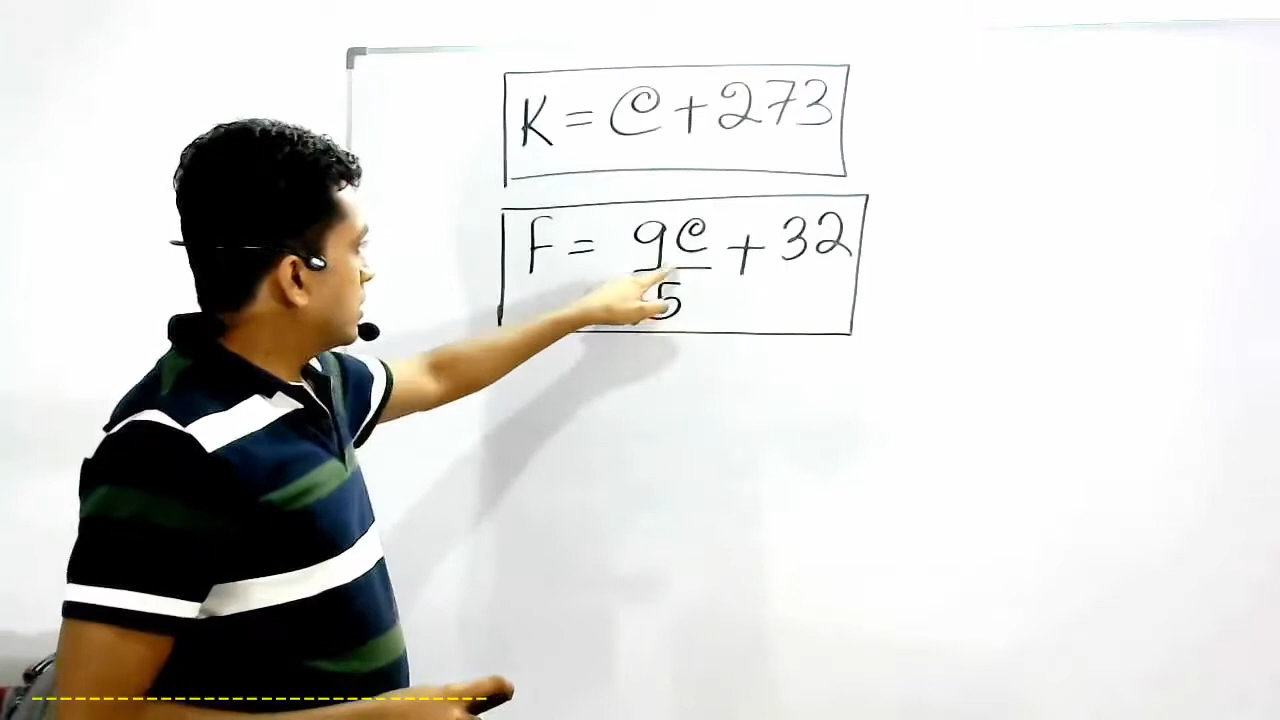 K = C + 273
F = 9C/5 + 32